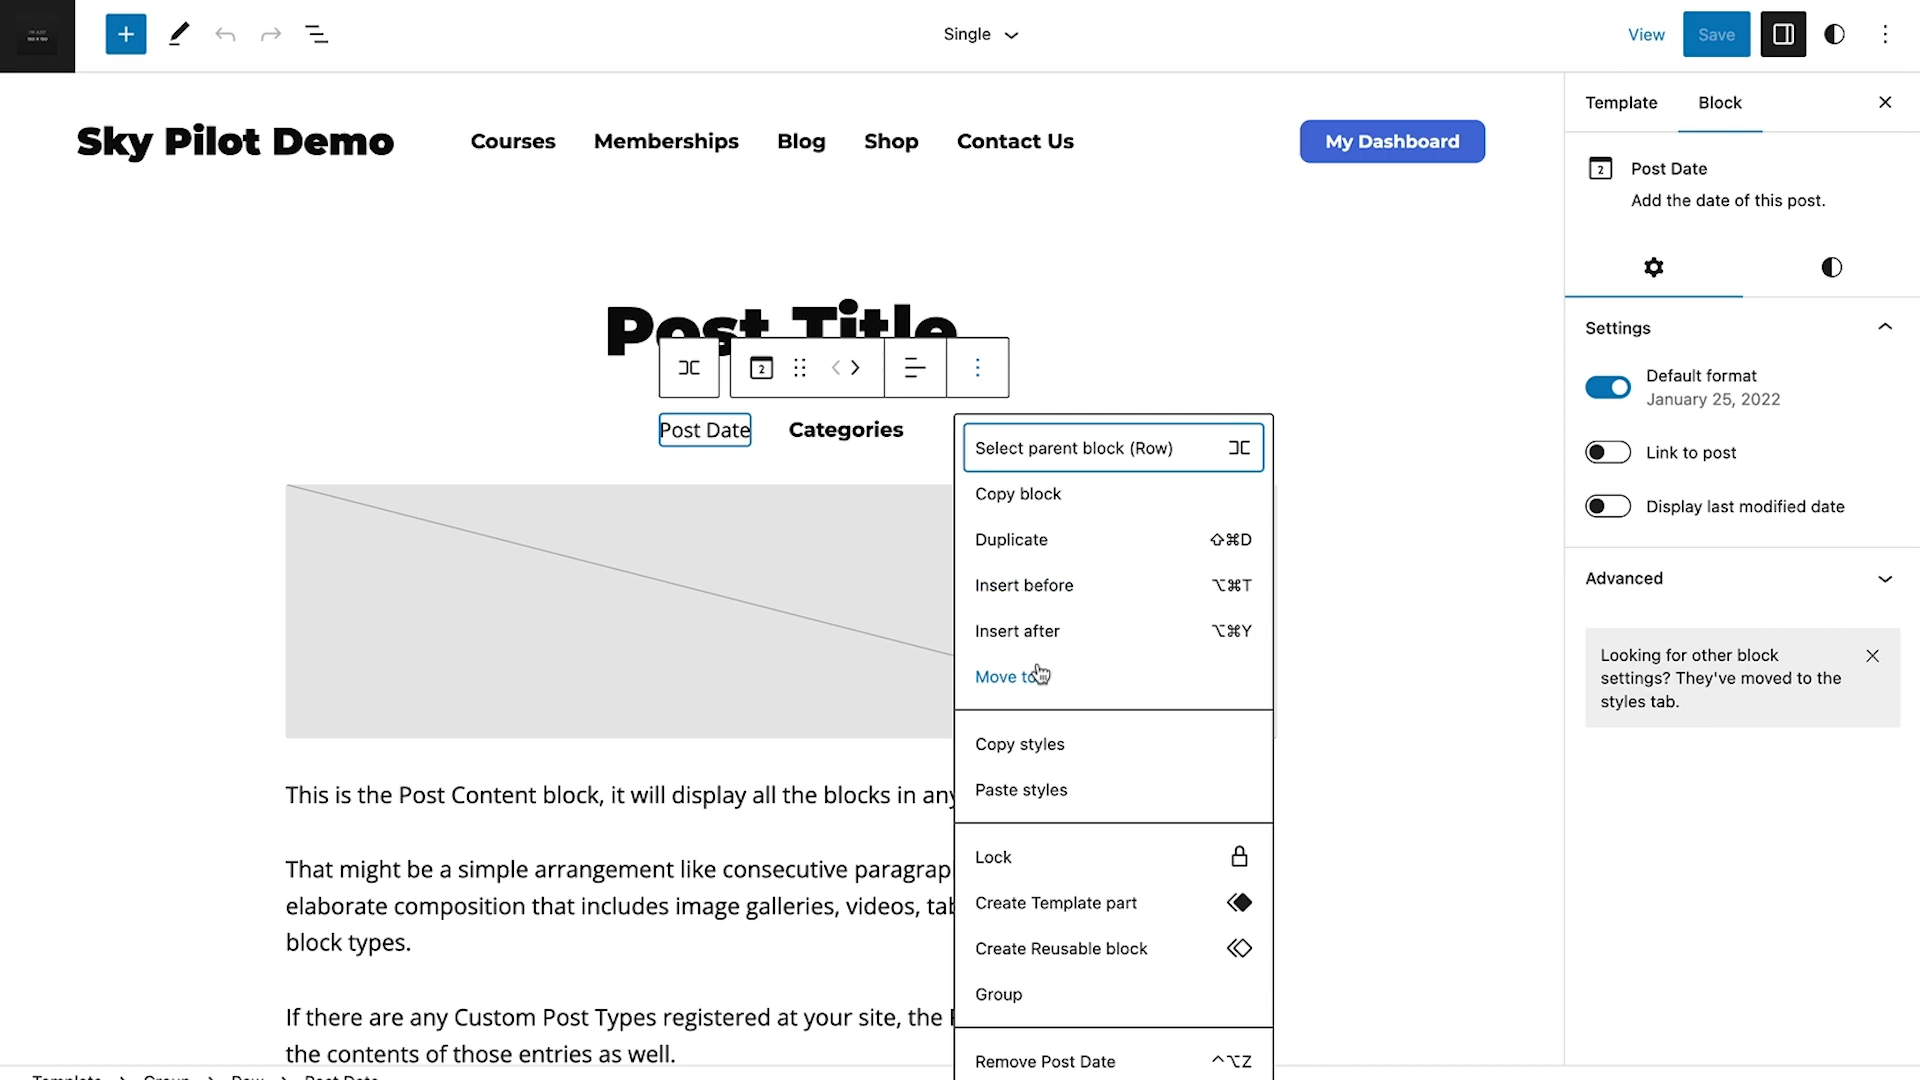 Single
View
Save
Sky Pilot Demo
Courses
Memberships
Blog
Shop
Contact Us
My Dashboard
Template
Block
2
Post Date
Add the date of this post.
Post Title
2
Post Date
Categories
Settings
Default format
January 25, 2022
Link to post
Display last modified date
Advanced
Looking for other block
settings? They've moved to the
styles tab.
Select parent block (Row)
Copy block
Duplicate ⇧⌘D
Insert before ⌥⌘T
Insert after ⌥⌘Y
Move to
Copy styles
Paste styles
Lock
Create Template part
Create Reusable block
Group
Remove Post Date ^⌥Z
This is the Post Content block, it will display all the blocks in any
That might be a simple arrangement like consecutive paragrap
elaborate composition that includes image galleries, videos, tab
block types.
If there are any Custom Post Types registered at your site, the
the contents of those entries as well.
Template > Group > Row > Post Date